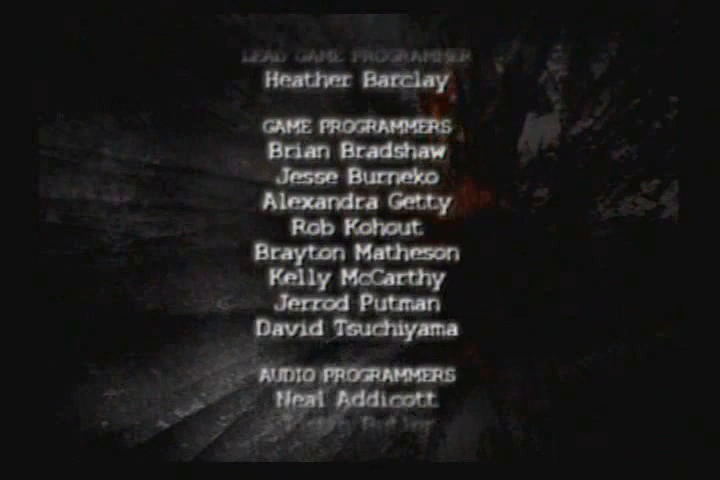 LEAD GAME PROGRAMMER
Heather Barclay
GAME PROGRAMMERS
Brian Bradshaw
Jesse Burneko
Alexandra Getty
Rob Kohout
Brayton Matheson
Kelly McCarthy
Jerrod Putman
David Tsuchiyama
AUDIO PROGRAMMERS
Neal Addicott